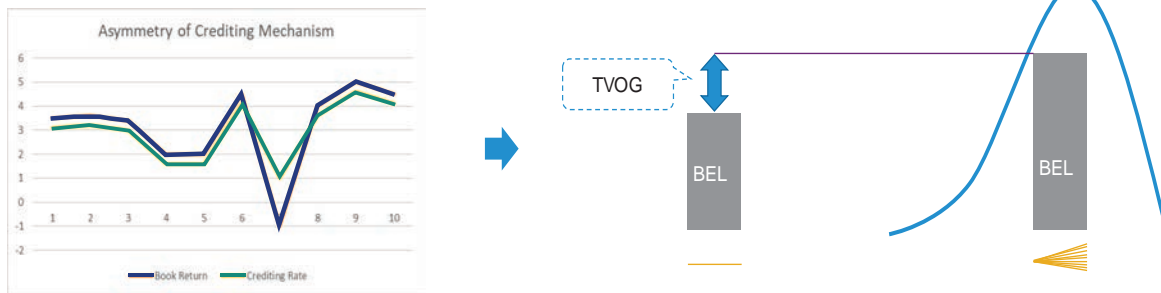 Asymmetry of Crediting Mechanism
6
5
4
3
2
1
0
-1
-2
1 2 3 4 5 6 8 9 10
Book Return Crediting Rate
TVOG
BEL
BEL